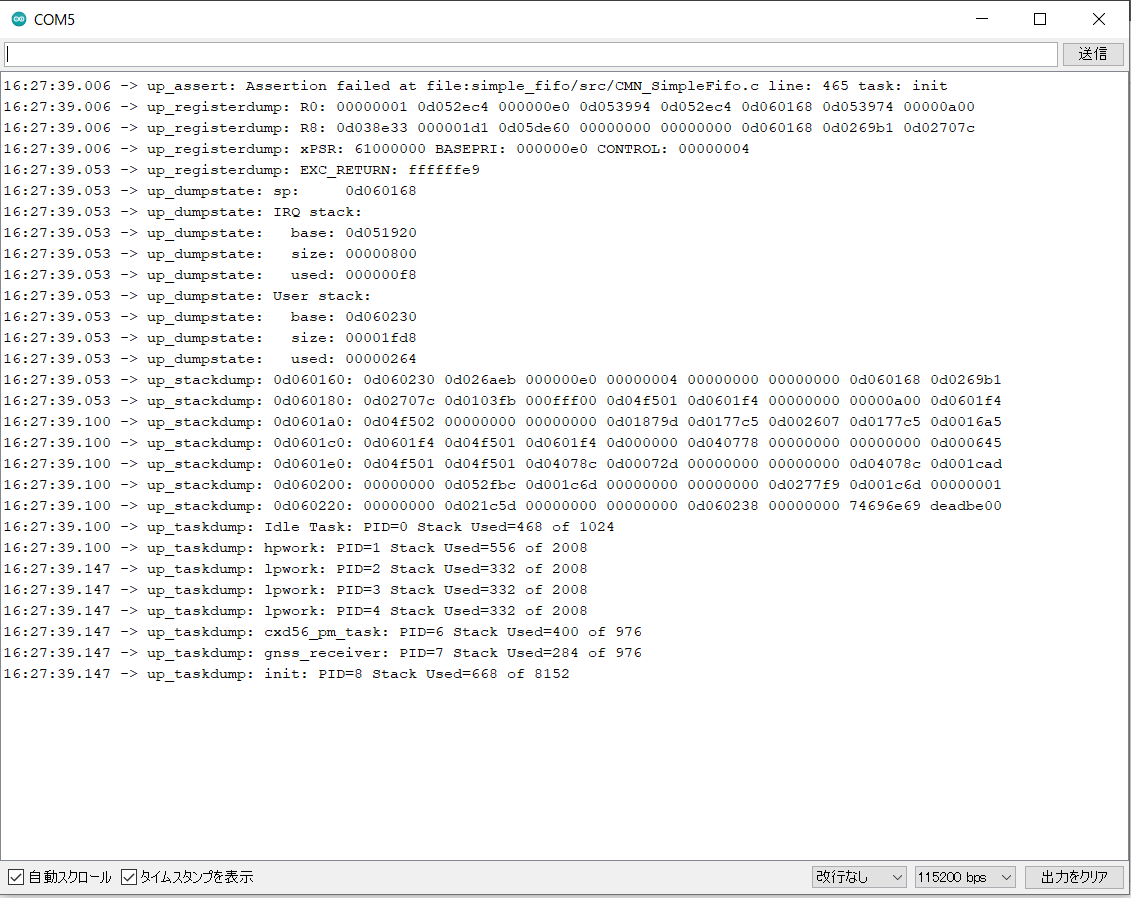 COM5
送信
16:27:39.006 -> up_assert: Assertion failed at file:simple_fifo/src/CMN_SimpleFifo.c line: 465 task: init
16:27:39.006 -> up_registerdump: R0: 00000001 0d052ec4 000000e0 0d053994 0d052ec4 0d060168 0d053974 00000a00
16:27:39.006 -> up_registerdump: R8: 0d038e33 000001d1 0d05de60 00000000 00000000 0d060168 0d0269b1 0d02707c
16:27:39.006 -> up_registerdump: xPSR: 61000000 BASEPRI: 000000e0 CONTROL: 00000004
16:27:39.053 -> up_registerdump: EXC_RETURN: ffffffe9
16:27:39.053 -> up_dumpstate: sp:     0d060168
16:27:39.053 -> up_dumpstate: IRQ stack:
16:27:39.053 -> up_dumpstate:   base: 0d051920
16:27:39.053 -> up_dumpstate:   size: 00000800
16:27:39.053 -> up_dumpstate:   used: 000000f8
16:27:39.053 -> up_dumpstate: User stack:
16:27:39.053 -> up_dumpstate:   base: 0d060230
16:27:39.053 -> up_dumpstate:   size: 00001fd8
16:27:39.053 -> up_dumpstate:   used: 00000264
16:27:39.053 -> up_stackdump: 0d060160: 0d060230 0d026aeb 000000e0 00000004 00000000 00000000 0d060168 0d0269b1
16:27:39.053 -> up_stackdump: 0d060180: 0d02707c 0d0103fb 000fff00 0d04f501 0d0601f4 00000000 00000a00 0d0601f4
16:27:39.100 -> up_stackdump: 0d0601a0: 0d04f502 00000000 00000000 0d01879d 0d0177c5 0d002607 0d0177c5 0d0016a5
16:27:39.100 -> up_stackdump: 0d0601c0: 0d0601f4 0d04f501 0d0601f4 0d000000 0d040778 00000000 00000000 0d000645
16:27:39.100 -> up_stackdump: 0d0601e0: 0d04f501 0d04f501 0d04078c 0d00072d 00000000 00000000 0d04078c 0d001cad
16:27:39.100 -> up_stackdump: 0d060200: 00000000 0d052fbc 0d001c6d 00000000 00000000 0d0277f9 0d001c6d 00000001
16:27:39.100 -> up_stackdump: 0d060220: 00000000 0d021c5d 00000000 00000000 0d060238 00000000 74696e69 deadbe00
16:27:39.100 -> up_taskdump: Idle Task: PID=0 Stack Used=468 of 1024
16:27:39.100 -> up_taskdump: hpwork: PID=1 Stack Used=556 of 2008
16:27:39.147 -> up_taskdump: lpwork: PID=2 Stack Used=332 of 2008
16:27:39.147 -> up_taskdump: lpwork: PID=3 Stack Used=332 of 2008
16:27:39.147 -> up_taskdump: lpwork: PID=4 Stack Used=332 of 2008
16:27:39.147 -> up_taskdump: cxd56_pm_task: PID=6 Stack Used=400 of 976
16:27:39.147 -> up_taskdump: gnss_receiver: PID=7 Stack Used=284 of 976
16:27:39.147 -> up_taskdump: init: PID=8 Stack Used=668 of 8152
自動スクロール タイムスタンプを表示 改行なし 115200 bps 出力をクリア